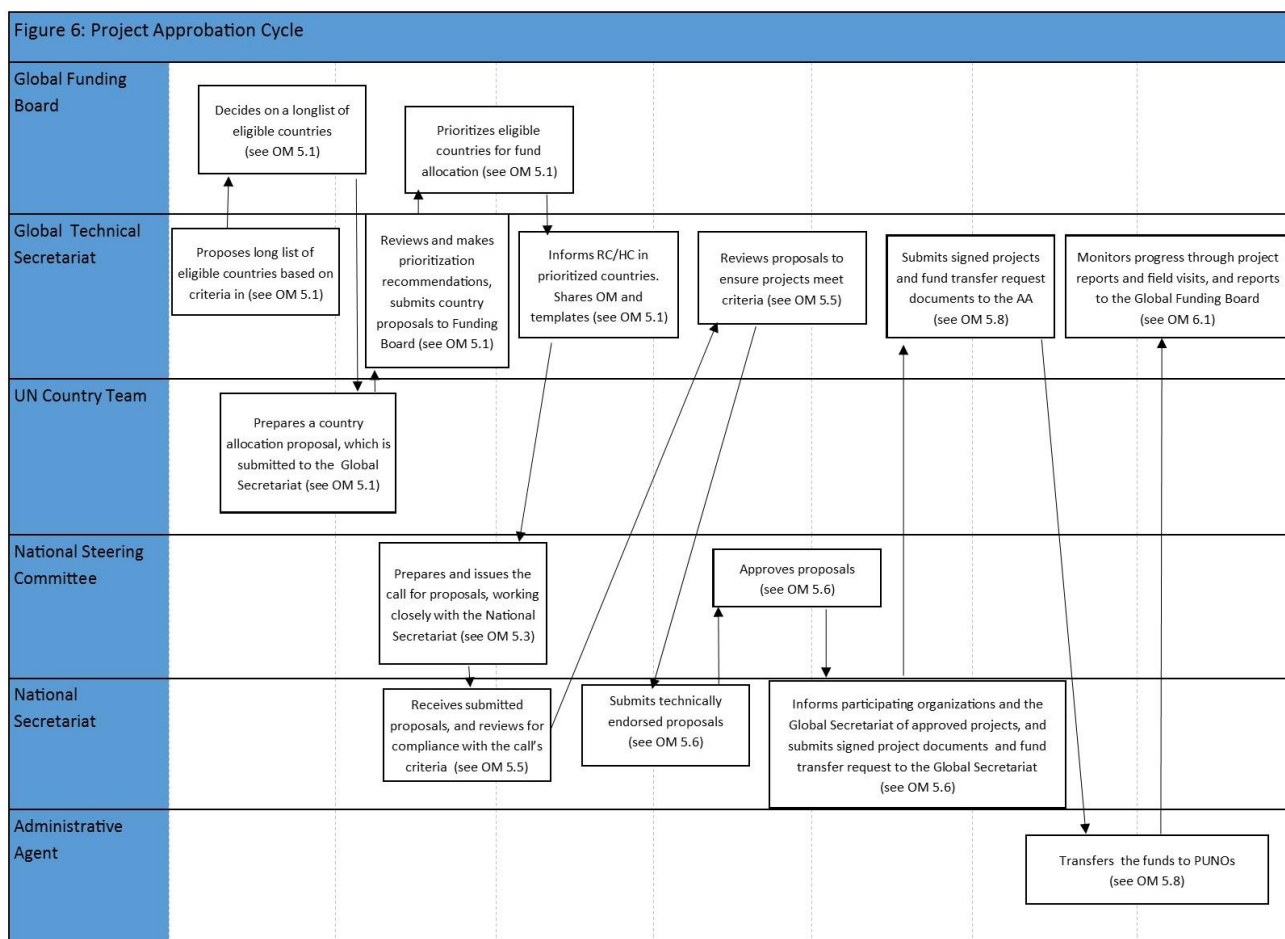 Figure 6: Project Approbation Cycle
Global Funding
Board
Decides on a longlist of
eligible countries
(see OM 5.1)
Prioritizes eligible
countries for fund
allocation (see OM 5.1)
Global Technical
Secretariat
Proposes long list of
eligible countries based on
criteria in (see OM 5.1)
Reviews and makes
prioritization
recommendations,
submits country
proposals to Funding
Board (see OM 5.1)
Informs RC/HC in
prioritized countries.
Shares OM and
templates (see OM 5.1)
Reviews proposals to
ensure projects meet
criteria (see OM 5.5)
Submits signed projects
and fund transfer request
documents to the AA
(see OM 5.8)
Monitors progress through project
reports and field visits, and reports
to the Global Funding Board
(see OM 6.1)
UN Country Team
Prepares a country
allocation proposal, which is
submitted to the Global
Secretariat (see OM 5.1)
National Steering
Committee
Prepares and issues the
call for proposals, working
closely with the National
Secretariat (see OM 5.3)
Approves proposals
(see OM 5.6)
National
Secretariat
Receives submitted
proposals, and reviews for
compliance with the call's
criteria (see OM 5.5)
Submits technically
endorsed proposals
(see OM 5.6)
Informs participating organizations and the
Global Secretariat of approved projects, and
submits signed project documents and fund
transfer request to the Global Secretariat
(see OM 5.6)
Administrative
Agent
Transfers the funds to PUNOs
(see OM 5.8)